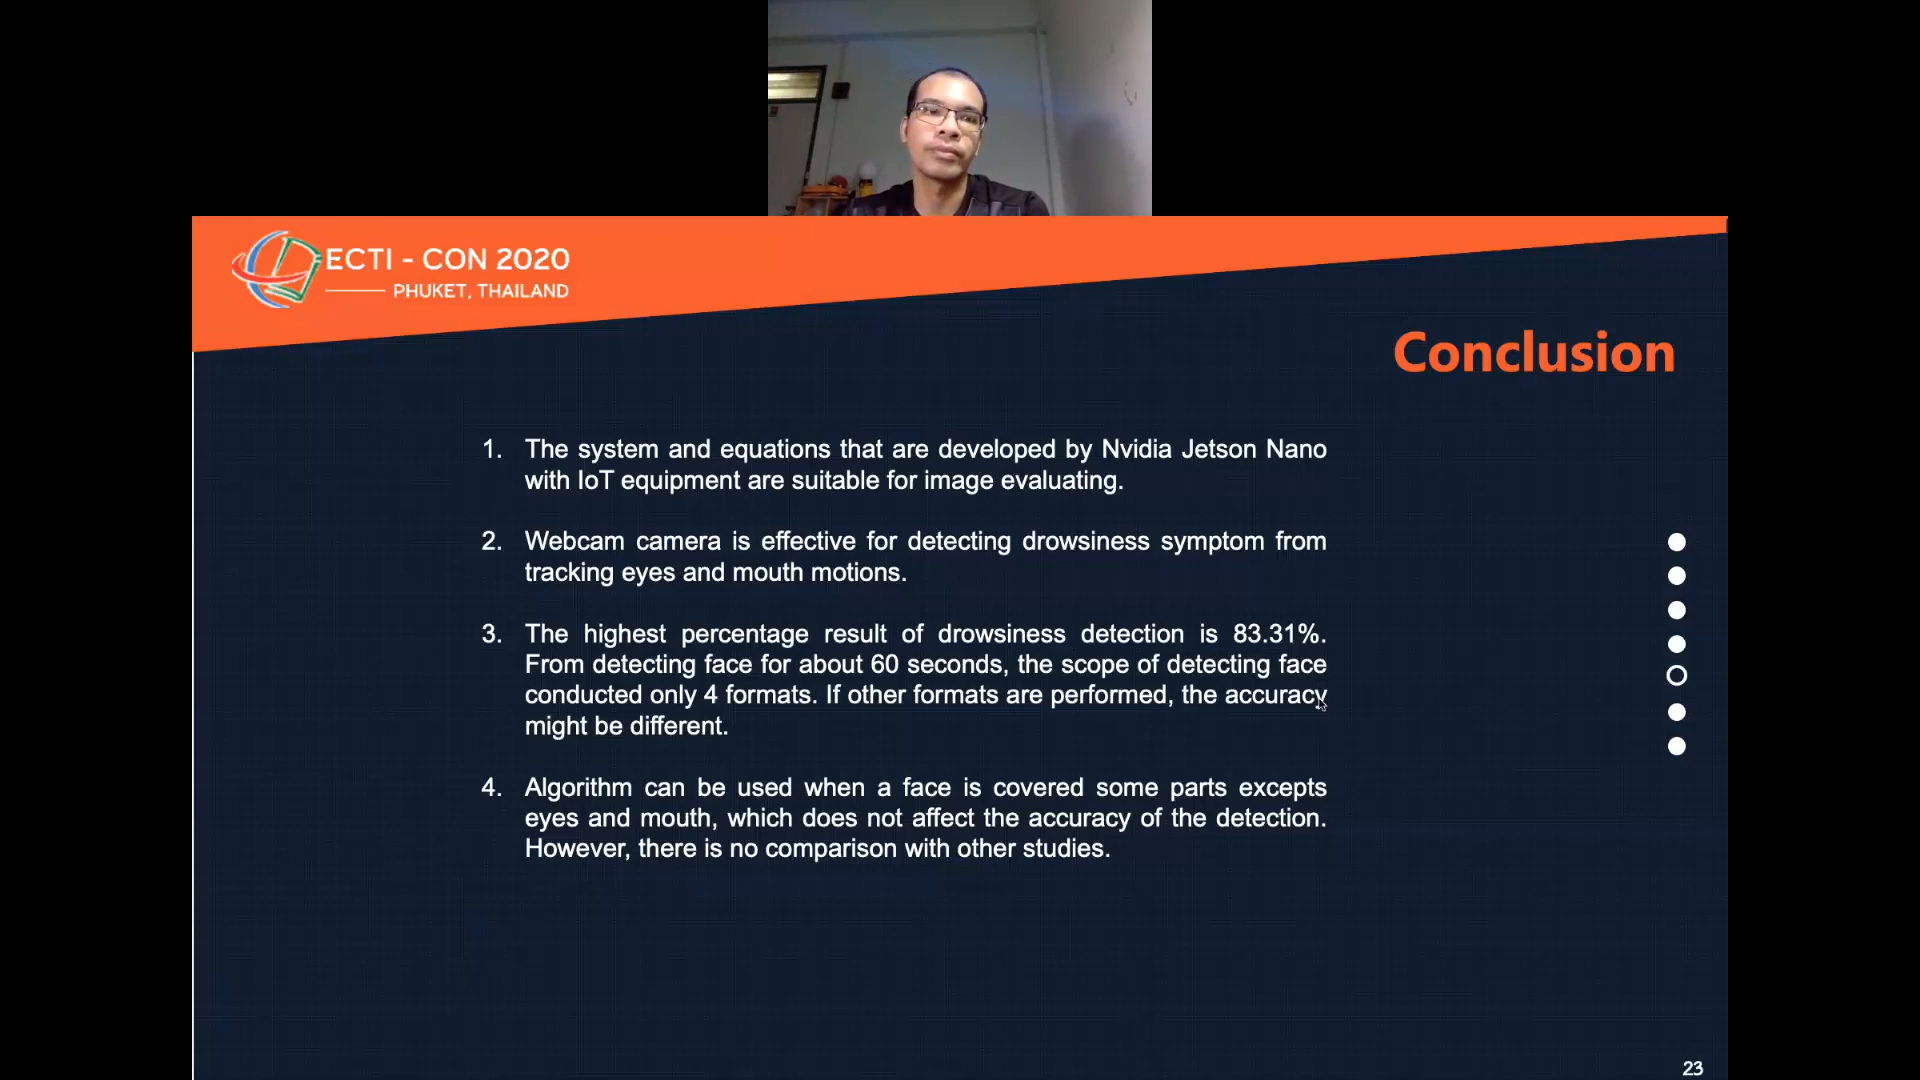 ECTI - CON 2020
PHUKET, THAILAND
Conclusion
1. The system and equations that are developed by Nvidia Jetson Nano
with IoT equipment are suitable for image evaluating.
2. Webcam camera is effective for detecting drowsiness symptom from
tracking eyes and mouth motions.
3. The highest percentage result of drowsiness detection is 83.31%.
From detecting face for about 60 seconds, the scope of detecting face
conducted only 4 formats. If other formats are performed, the accuracy
might be different.
4. Algorithm can be used when a face is covered some parts excepts
eyes and mouth, which does not affect the accuracy of the detection.
However, there is no comparison with other studies.
23